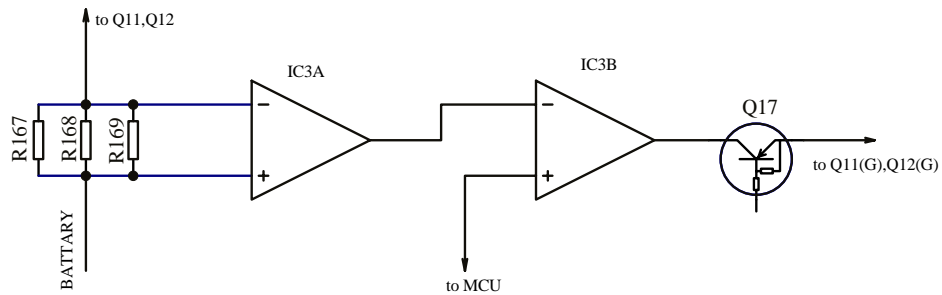 to Q11,Q12
IC3A
IC3B
Q17
R167
R168
R169
to Q11(G),Q12(G)
BATTARY
to MCU